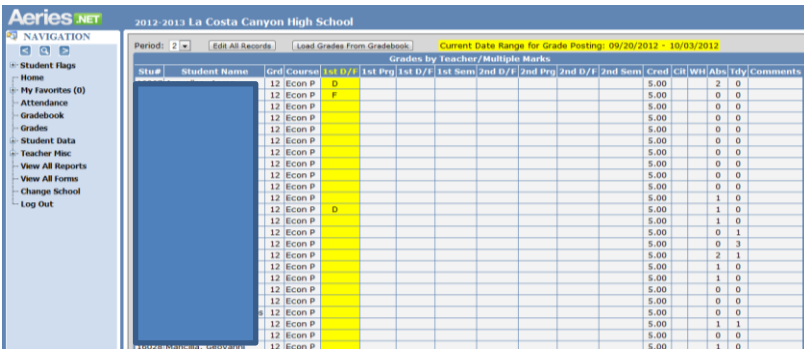 Aeries.NET
2012-2013 La Costa Canyon High School
NAVIGATION
Student Flags
Home
My Favorites (0)
Attendance
Gradebook
Grades
Student Data
Teacher Misc
View All Reports
View All Forms
Change School
Log Out
Period: 2 Edit All Records Load Grades From Gradebook Current Date Range for Grade Posting: 09/20/2012 - 10/03/2012
Grades by Teacher/Multiple Marks
Stu# Student Name Grd Course 1st D/F 1st Prg 1st D/F 1st Sem 2nd D/F 2nd Prg 2nd D/F 2nd Sem Cred Cit WH Abs Tdy Comments
12 Econ P D 5.00 2 0
12 Econ P F 5.00 0 0
12 Econ P 5.00 0 0
12 Econ P 5.00 0 0
12 Econ P 5.00 0 0
12 Econ P 5.00 0 0
12 Econ P 5.00 0 0
12 Econ P 5.00 0 0
12 Econ P 5.00 0 0
12 Econ P 5.00 0 0
12 Econ P 5.00 1 0
12 Econ P D 5.00 1 0
12 Econ P 5.00 1 0
12 Econ P 5.00 0 1
12 Econ P 5.00 0 3
12 Econ P 5.00 2 1
12 Econ P 5.00 1 0
12 Econ P 5.00 1 0
12 Econ P 5.00 0 0
12 Econ P 5.00 0 0
s 12 Econ P 5.00 0 0
12 Econ P 5.00 1 1
12 Econ P 5.00 0 0
12 Econ P 5.00 1 0